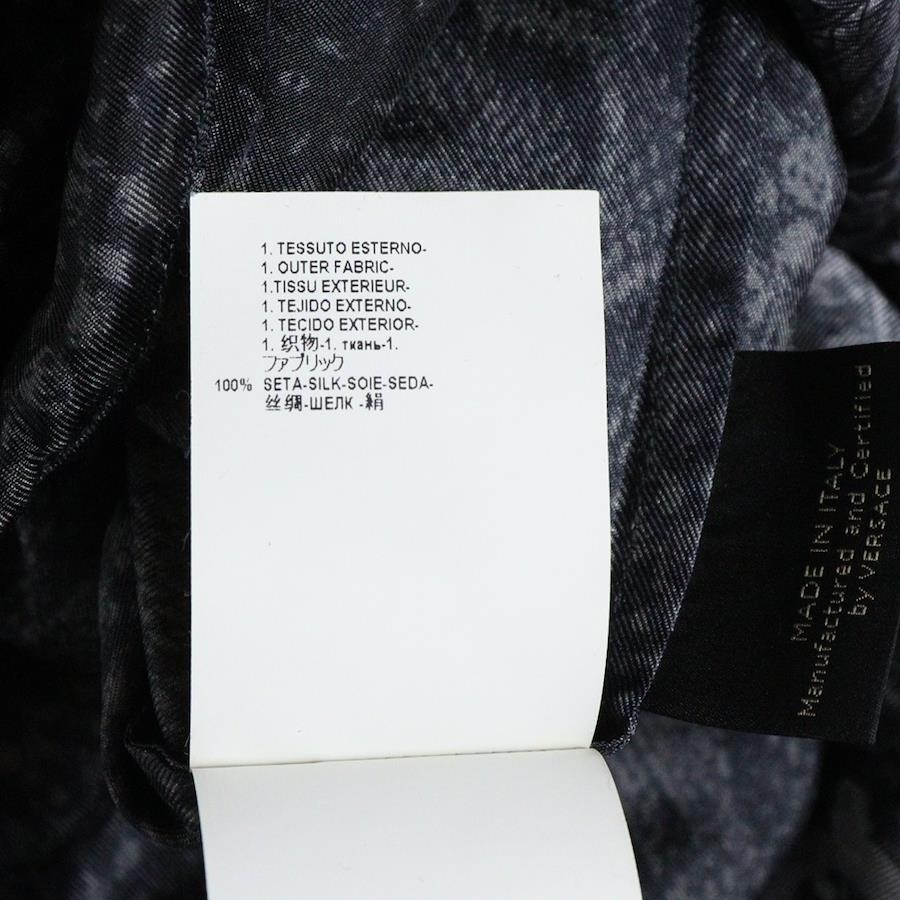 1. TESSUTO ESTERNO-
1. OUTER FABRIC-
1.TISSU EXTERIEUR-
1. TEJIDO EXTERNO-
1. TECIDO EXTERIOR-
1. 织物-1. ткань-1.
ファブリック
100% SETA-SILK-SOIE-SEDA-
丝绸-ШЕЛК -絹
MADE IN ITALY
Manufactured and Certified
by VERSACE